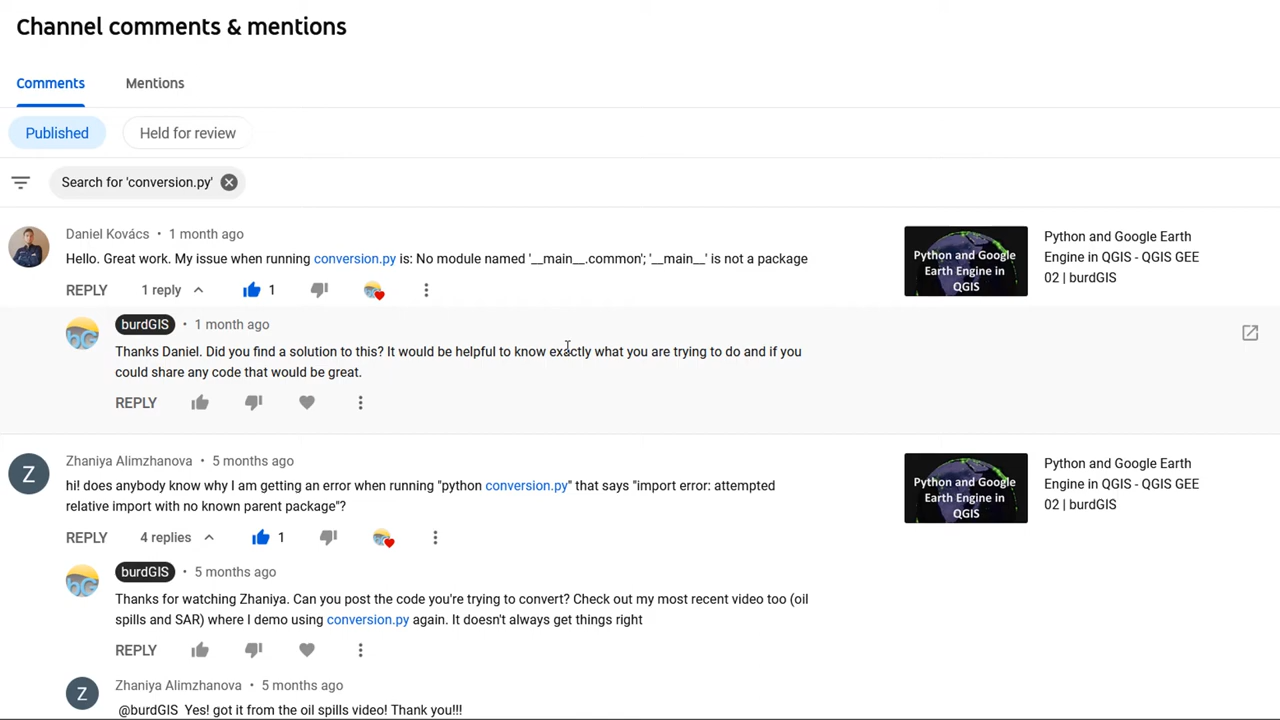 Channel comments & mentions
Comments Mentions
Published Held for review
Search for 'conversion.py'
Daniel Kovács • 1 month ago
Hello. Great work. My issue when running conversion.py is: No module named '__main__.common'; '__main__' is not a package
REPLY 1 reply 1
Python and Google
Earth Engine in
QGIS
Python and Google Earth
Engine in QGIS - QGIS GEE
02 | burdGIS
burdGIS • 1 month ago
Thanks Daniel. Did you find a solution to this? It would be helpful to know exactly what you are trying to do and if you
could share any code that would be great.
REPLY
Z
Zhaniya Alimzhanova • 5 months ago
hi! does anybody know why I am getting an error when running "python conversion.py" that says "import error: attempted
relative import with no known parent package"?
REPLY 4 replies 1
Python and Google
Earth Engine in
QGIS
Python and Google Earth
Engine in QGIS - QGIS GEE
02 | burdGIS
burdGIS • 5 months ago
Thanks for watching Zhaniya. Can you post the code you're trying to convert? Check out my most recent video too (oil
spills and SAR) where I demo using conversion.py again. It doesn't always get things right
REPLY
Z
Zhaniya Alimzhanova • 5 months ago
@burdGIS Yes! got it from the oil spills video! Thank you!!!